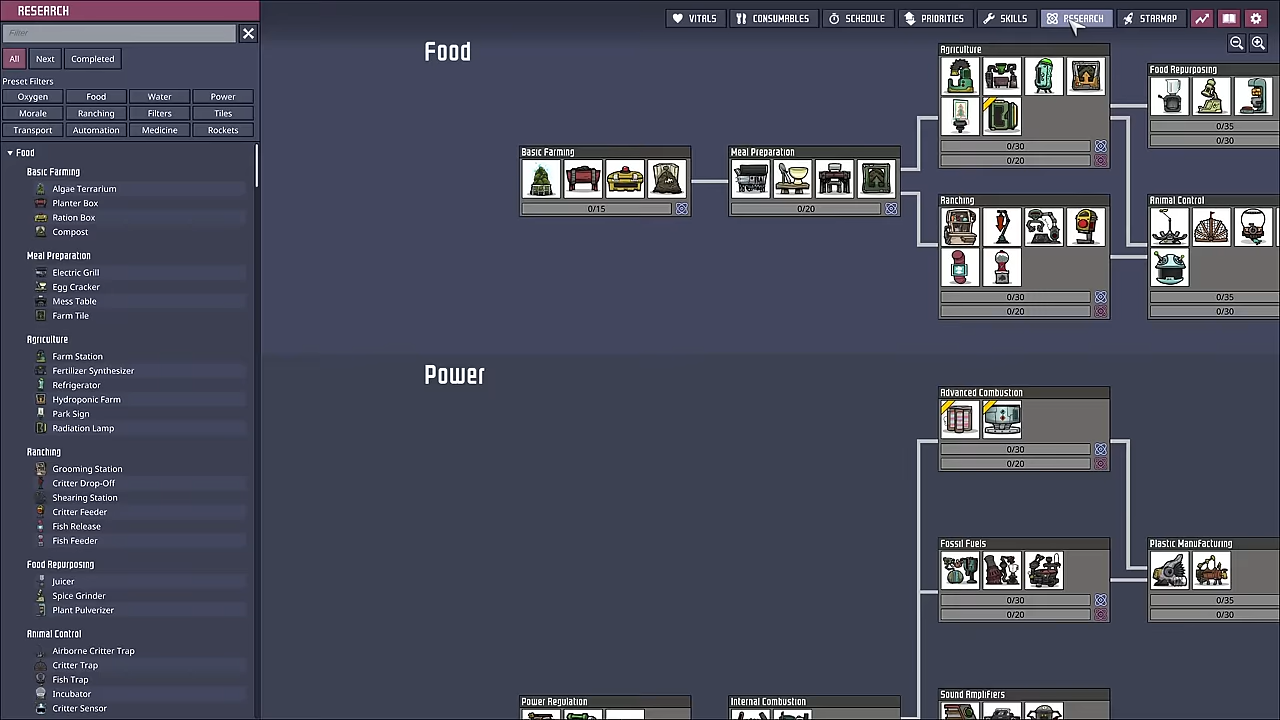 RESEARCH
VITALS
CONSUMABLES
SCHEDULE
PRIORITIES
SKILLS
RESEARCH
STARMAP
Filter
All
Next
Completed
Preset Filters
Oxygen
Food
Water
Power
Morale
Ranching
Filters
Tiles
Transport
Automation
Medicine
Rockets
Food
Basic Farming
Algae Terrarium
Planter Box
Ration Box
Compost
Meal Preparation
Electric Grill
Egg Cracker
Mess Table
Farm Tile
Agriculture
Farm Station
Fertilizer Synthesizer
Refrigerator
Hydroponic Farm
Park Sign
Radiation Lamp
Ranching
Grooming Station
Critter Drop-Off
Shearing Station
Critter Feeder
Fish Release
Fish Feeder
Food Repurposing
Juicer
Spice Grinder
Plant Pulverizer
Animal Control
Airborne Critter Trap
Critter Trap
Fish Trap
Incubator
Critter Sensor
Food
Basic Farming
0/15
Meal Preparation
0/20
Agriculture
0/30
0/20
Food Repurposing
0/35
0/30
Ranching
0/30
0/20
Animal Control
0/35
0/30
Power
Advanced Combustion
0/30
0/20
Fossil Fuels
0/30
0/20
Plastic Manufacturing
0/35
0/30
Power Regulation
Internal Combustion
Sound Amplifiers